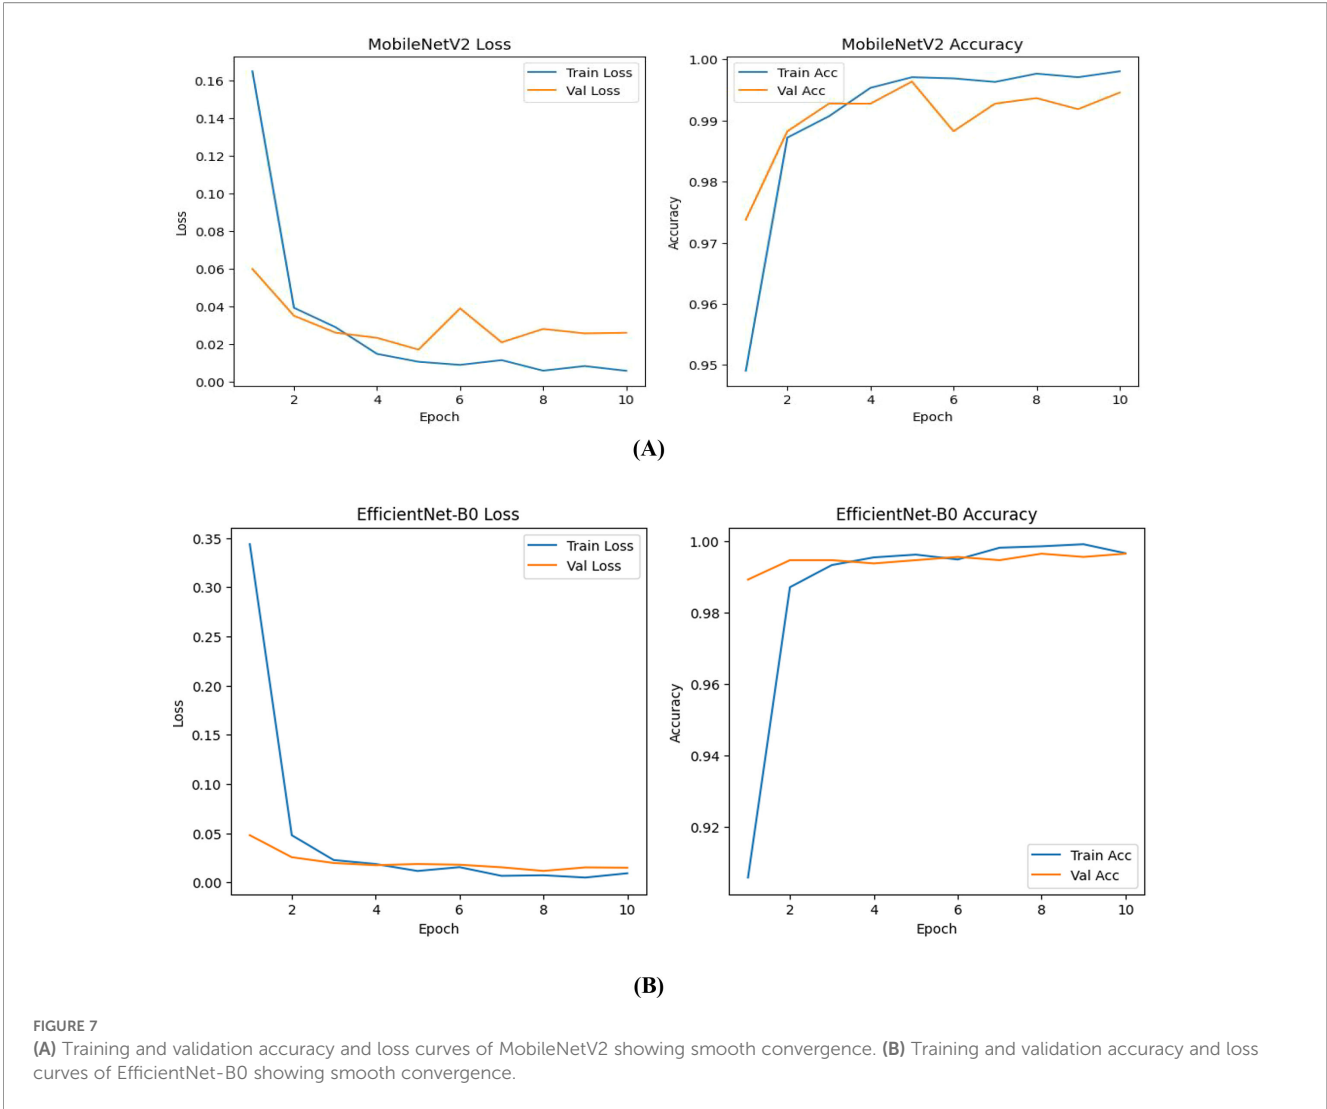 MobileNetV2 Loss
0.16
0.14
0.12
0.10
0.08
0.06
0.04
0.02
0.00
Loss
Train Loss
Val Loss
2 4 6 8 10
Epoch
MobileNetV2 Accuracy
1.00
0.99
0.98
0.97
0.96
0.95
Accuracy
Train Acc
Val Acc
2 4 6 8 10
Epoch
(A)
EfficientNet-B0 Loss
0.35
0.30
0.25
0.20
0.15
0.10
0.05
0.00
Loss
Train Loss
Val Loss
2 4 6 8 10
Epoch
EfficientNet-B0 Accuracy
1.00
0.98
0.96
0.94
0.92
Accuracy
Train Acc
Val Acc
2 4 6 8 10
Epoch
(B)
FIGURE 7
(A) Training and validation accuracy and loss curves of MobileNetV2 showing smooth convergence. (B) Training and validation accuracy and loss
curves of EfficientNet-B0 showing smooth convergence.